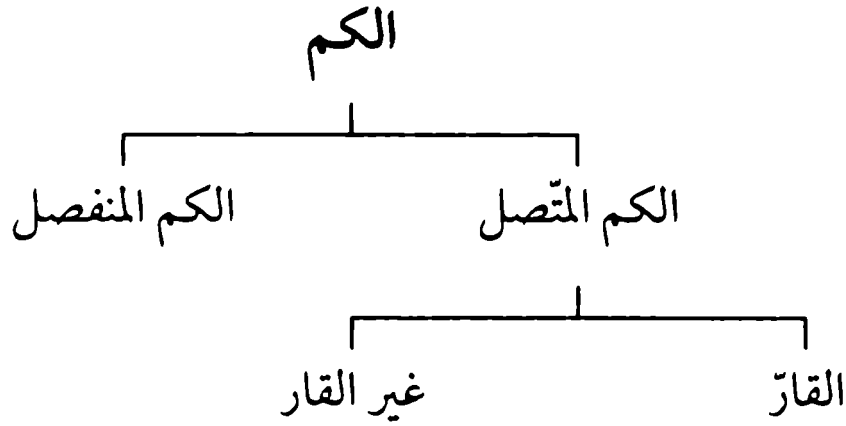 الكم
الكم المتّصل الكم المنفصل
القارّ غير القار